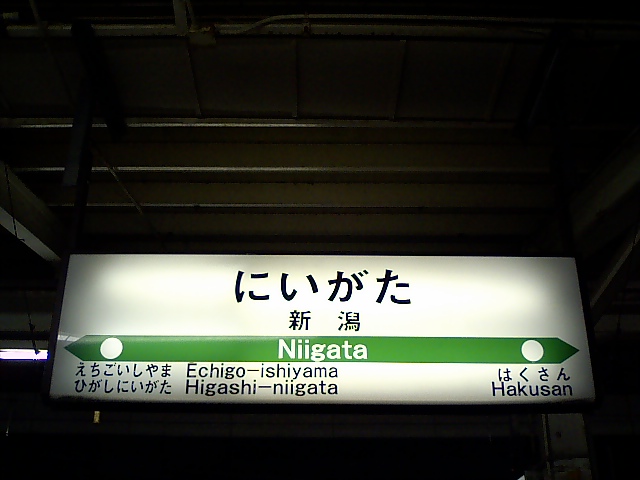 にいがた
新潟
Niigata
えちごいしやま Echigo-ishiyama
ひがしにいがた Higashi-niigata
はくさん
Hakusan